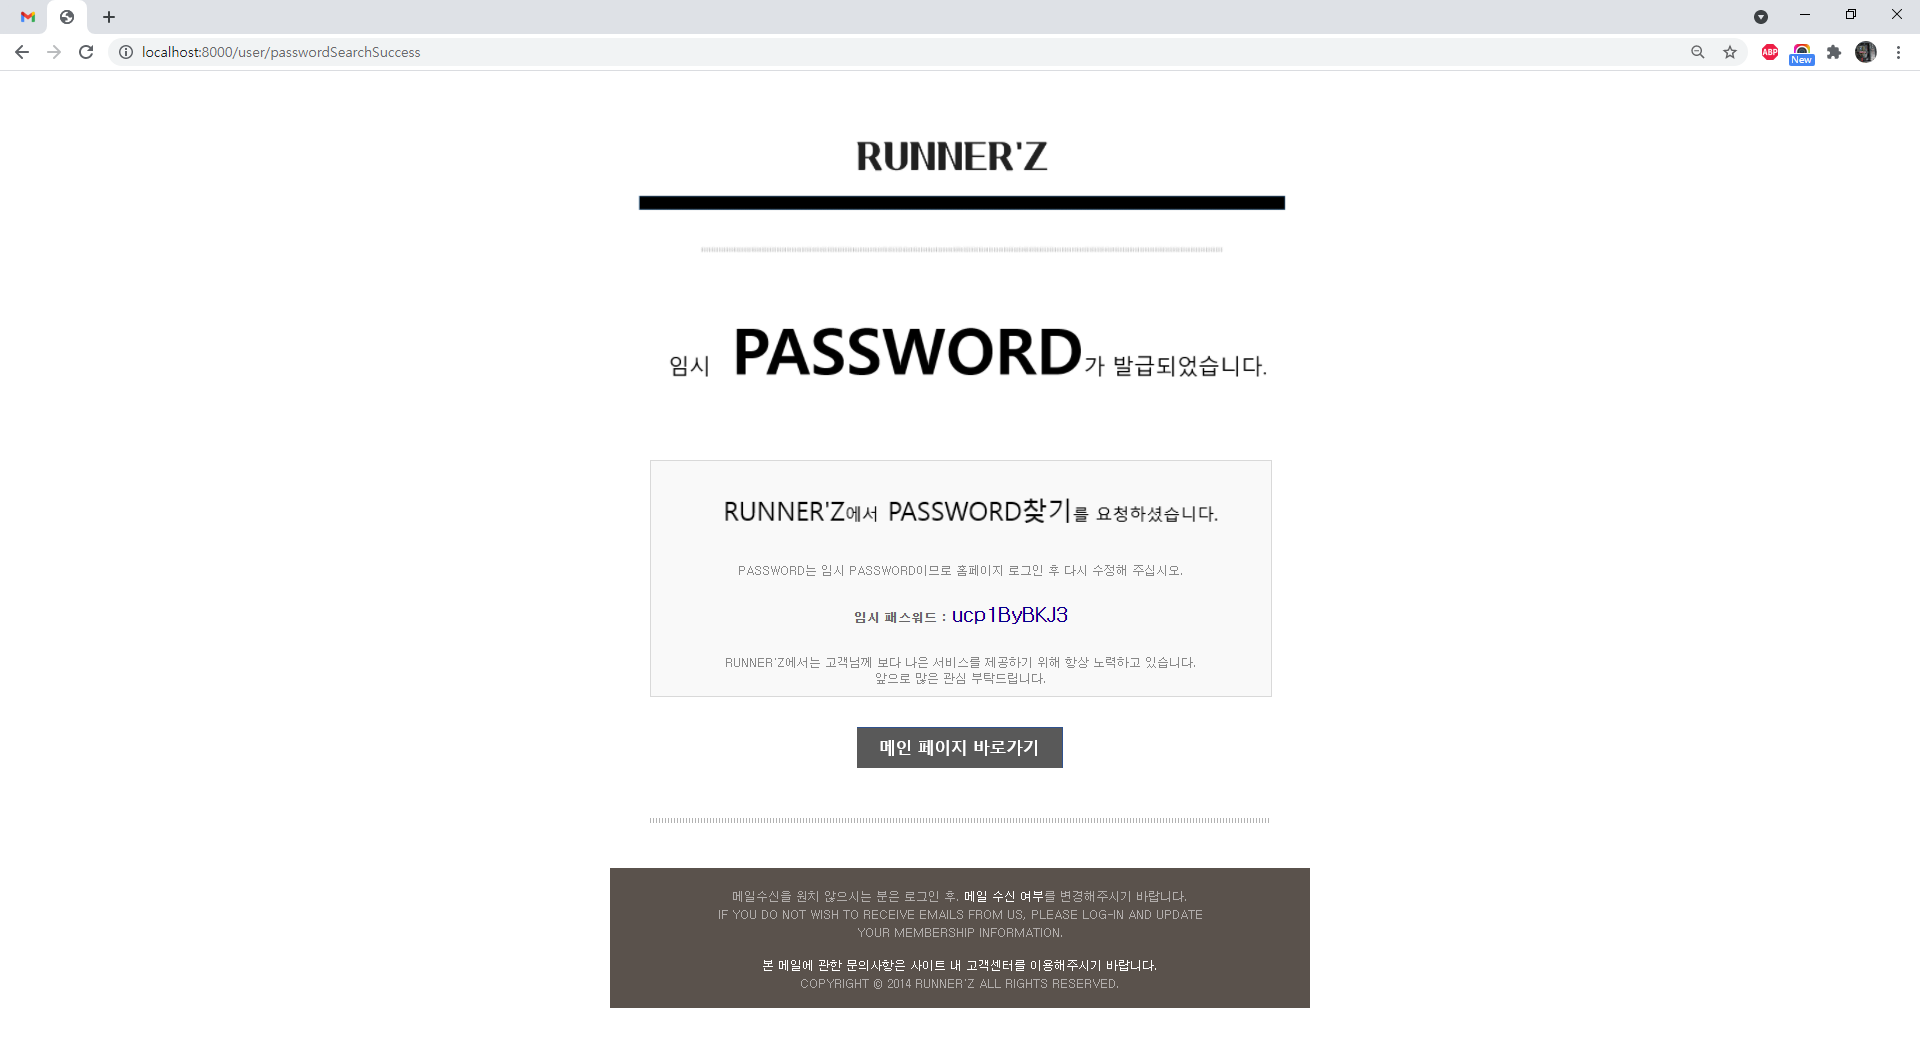 localhost:8000/user/passwordSearchSuccess
ABP
New
RUNNER'Z
임시 PASSWORD가 발급되었습니다.
RUNNER'Z에서 PASSWORD찾기를 요청하셨습니다.
PASSWORD는 임시 PASSWORD이므로 홈페이지 로그인 후 다시 수정해 주십시오.
임시 패스워드 : ucp1ByBKJ3
RUNNER'Z에서는 고객님께 보다 나은 서비스를 제공하기 위해 항상 노력하고 있습니다.
앞으로 많은 관심 부탁드립니다.
메인 페이지 바로가기
메일수신을 원치 않으시는 분은 로그인 후, 메일 수신 여부를 변경해주시기 바랍니다.
IF YOU DO NOT WISH TO RECEIVE EMAILS FROM US, PLEASE LOG-IN AND UPDATE
YOUR MEMBERSHIP INFORMATION.
본 메일에 관한 문의사항은 사이트 내 고객센터를 이용해주시기 바랍니다.
COPYRIGHT © 2014 RUNNER'Z ALL RIGHTS RESERVED.